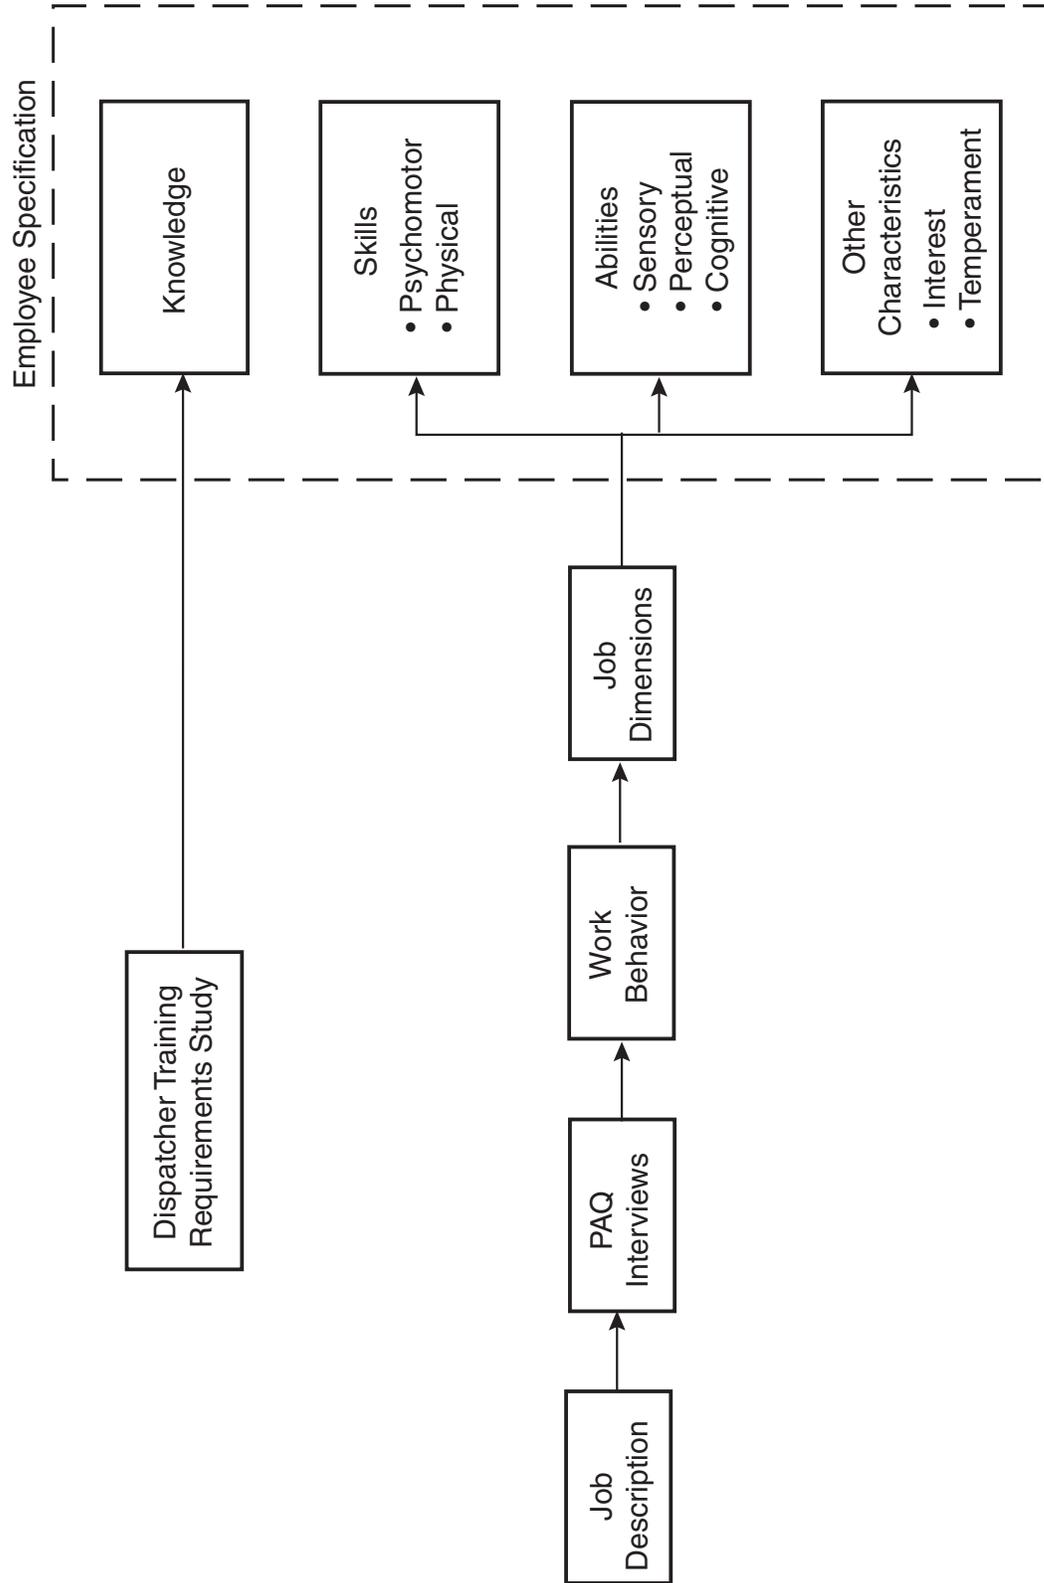 Employee Specification
Knowledge
Skills
• Psychomotor
• Physical
Abilities
• Sensory
• Perceptual
• Cognitive
Other
Characteristics
• Interest
• Temperament
Dispatcher Training
Requirements Study
Job
Description
PAQ
Interviews
Work
Behavior
Job
Dimensions